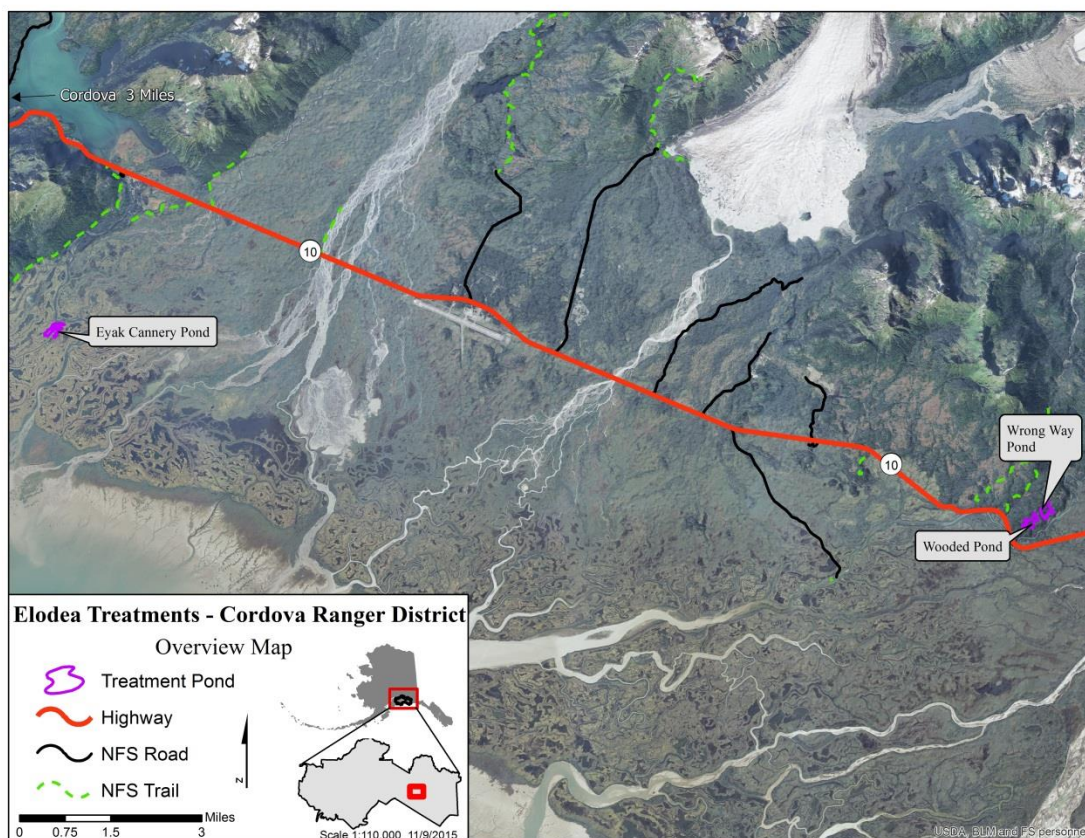 Cordova 3 Miles
10
Eyak Cannery Pond
Wrong Way
Pond
10
Wooded Pond
Elodea Treatments - Cordova Ranger District
Overview Map
Treatment Pond
Highway
NFS Road
NFS Trail
N
0 0.75 1.5 3 Miles
Scale 1:110,000 11/9/2015
USDA, BLM and FS personne